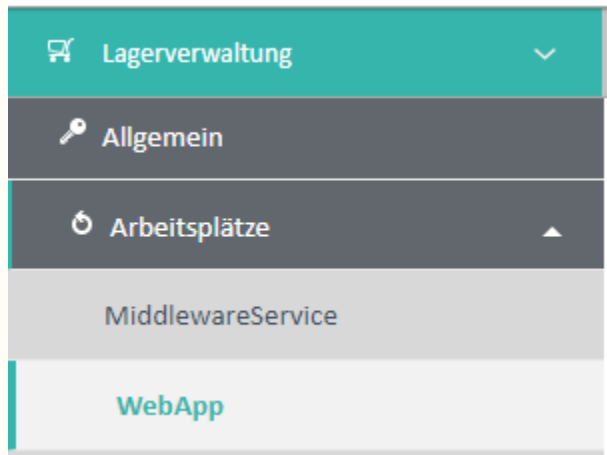 Lagerverwaltung
Allgemein
Arbeitsplätze
MiddlewareService
WebApp